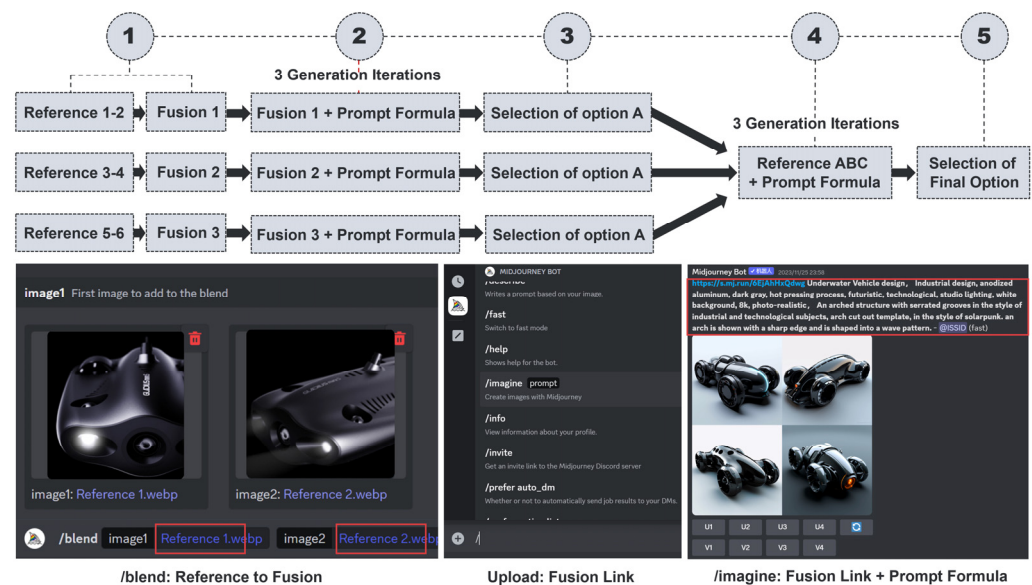 1 2 3 4 5
3 Generation Iterations
Reference 1-2 Fusion 1 Fusion 1 + Prompt Formula Selection of option A
3 Generation Iterations
Reference 3-4 Fusion 2 Fusion 2 + Prompt Formula Selection of option A
Reference ABC
+ Prompt Formula
Selection of
Final Option
Reference 5-6 Fusion 3 Fusion 3 + Prompt Formula Selection of option A
image1 First image to add to the blend
image1: Reference 1.webp
image2: Reference 2.webp
/blend image1 Reference 1.webp image2 Reference 2.webp
MIDJOURNEY BOT
/describe
Writes a prompt based on your image.
/fast
Switch to fast mode
/help
Shows help for the bot.
/imagine prompt
Create images with Midjourney
/info
View information about your profile.
/invite
Get an invite link to the Midjourney Discord server
/prefer auto_dm
Whether or not to automatically send job results to your DMs.
/
Midjourney Bot ✓机器人 2023/11/25 23:58
https://s.mj.run/6EjAhHxQdwg Underwater Vehicle design, Industrial design, anodized
aluminum, dark gray, hot pressing process, futuristic, technological, studio lighting, white
background, 8k, photo-realistic, An arched structure with serrated grooves in the style of
industrial and technological subjects, arch cut out template, in the style of solarpunk. an
arch is shown with a sharp edge and is shaped into a wave pattern. - @ISSID (fast)
U1 U2 U3 U4
V1 V2 V3 V4
/blend: Reference to Fusion
Upload: Fusion Link
/imagine: Fusion Link + Prompt Formula